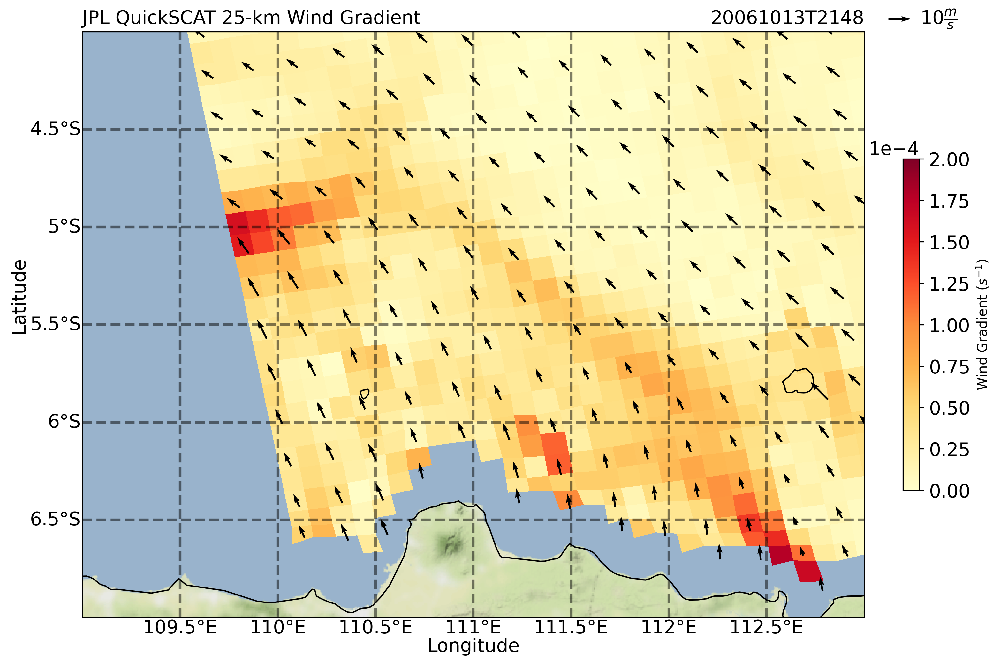 JPL QuickSCAT 25-km Wind Gradient
20061013T2148
10 m/s
4.5°S
5°S
5.5°S
6°S
6.5°S
Latitude
109.5°E
110°E
110.5°E
111°E
111.5°E
112°E
112.5°E
Longitude
1e−4
2.00
1.75
1.50
1.25
1.00
0.75
0.50
0.25
0.00
Wind Gradient (s⁻¹)